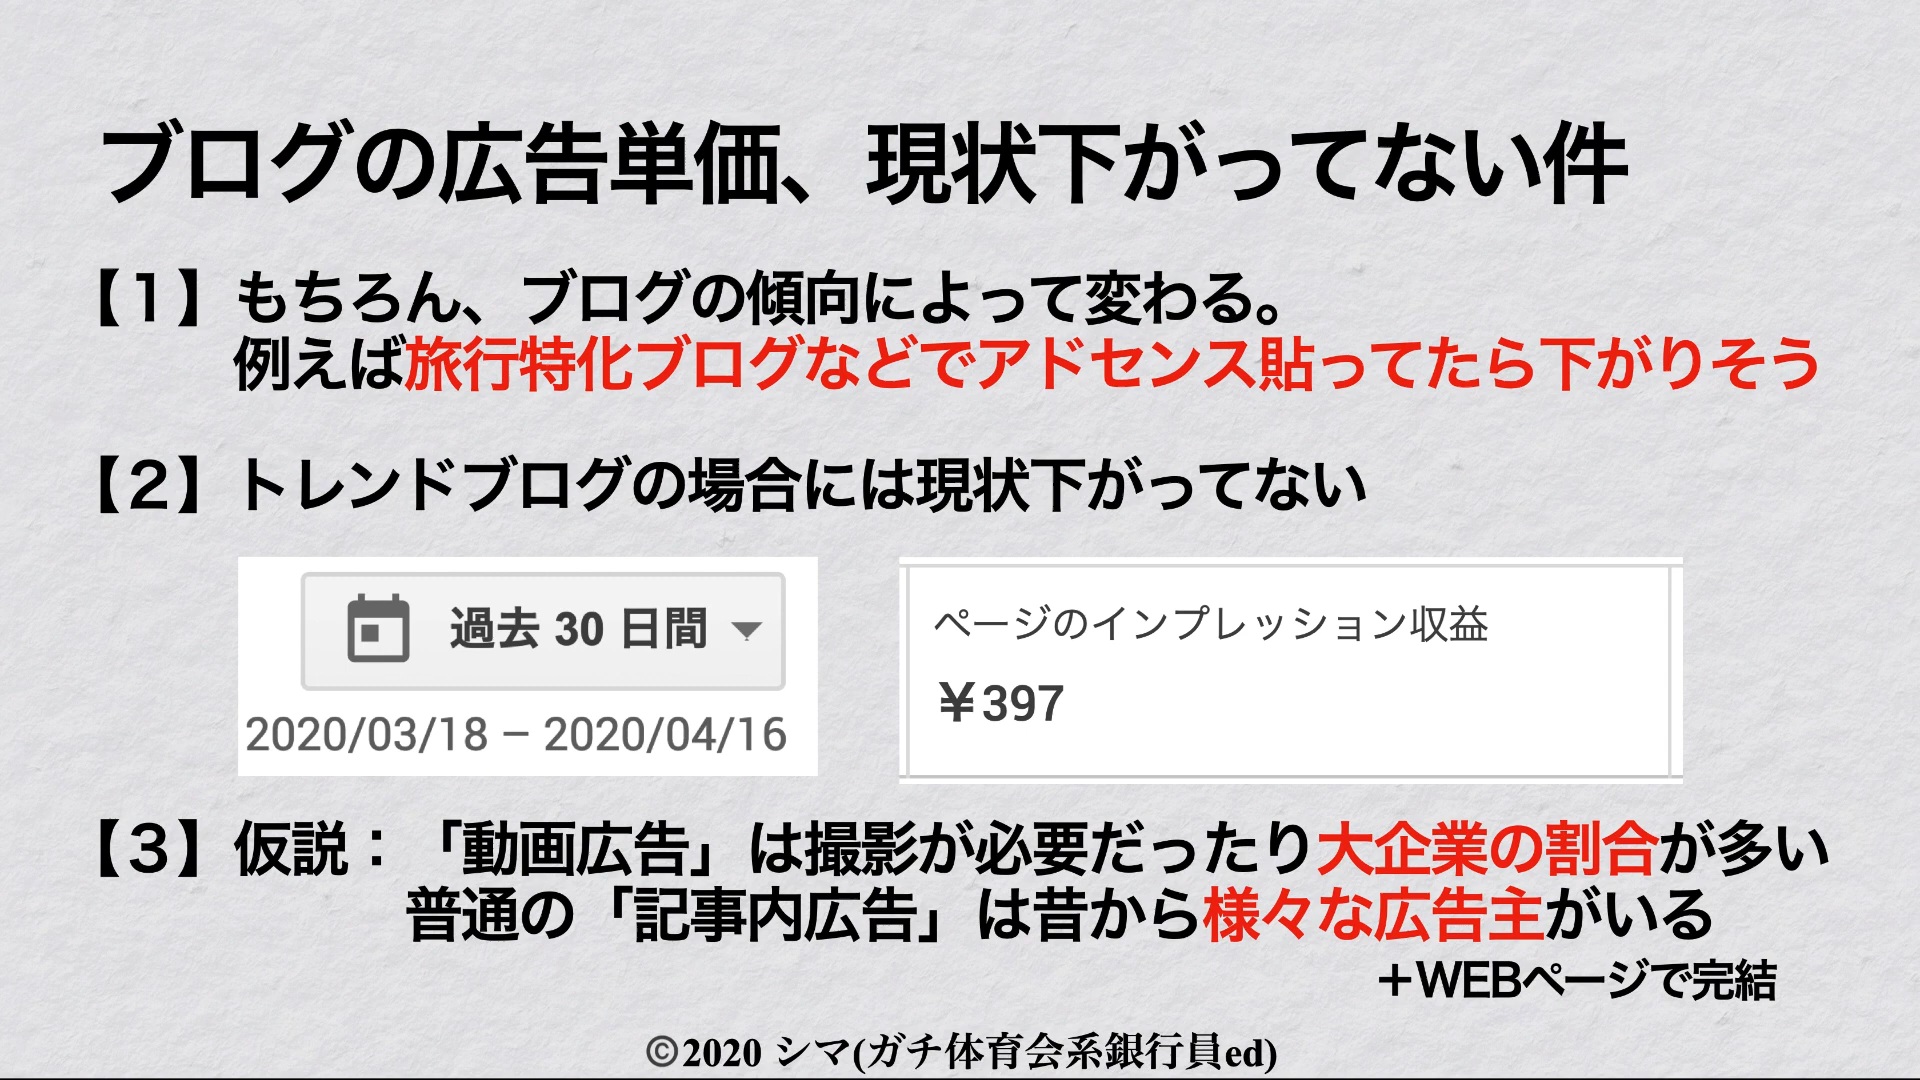 ブログの広告単価、現状下がってない件
【1】もちろん、ブログの傾向によって変わる。
例えば旅行特化ブログなどでアドセンス貼ってたら下がりそう
【2】トレンドブログの場合には現状下がってない
過去 30 日間
2020/03/18 – 2020/04/16
ページのインプレッション収益
¥397
【3】仮説：「動画広告」は撮影が必要だったり大企業の割合が多い
普通の「記事内広告」は昔から様々な広告主がいる
＋WEBページで完結
©2020 シマ(ガチ体育会系銀行員ed)